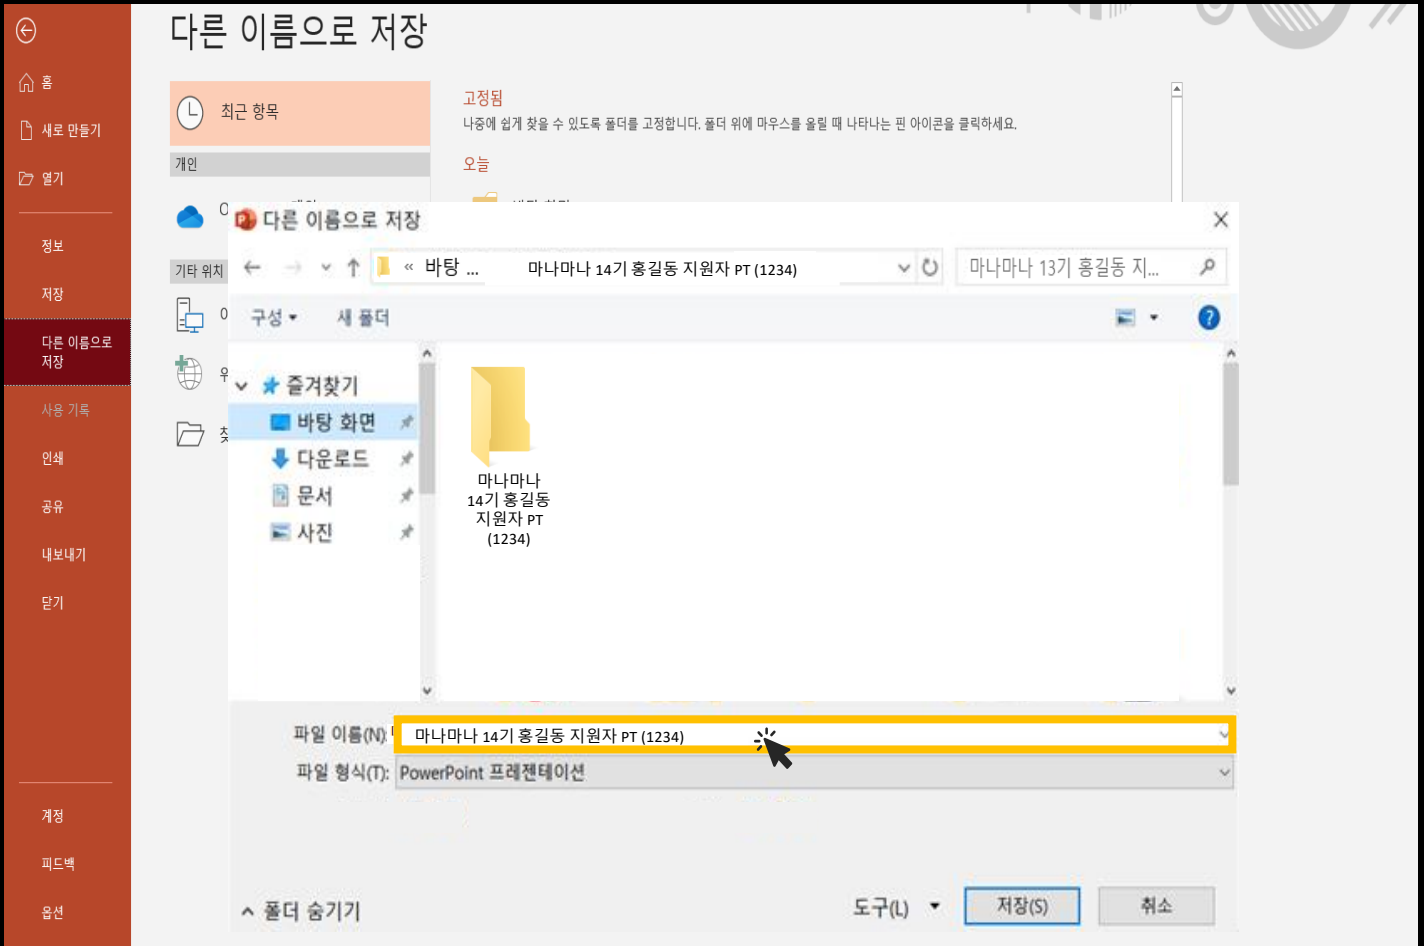 다른 이름으로 저장
홈
새로 만들기
열기
정보
저장
다른 이름으로
저장
사용 기록
인쇄
공유
내보내기
닫기
계정
피드백
옵션
최근 항목
개인
기타 위치
고정됨
나중에 쉽게 찾을 수 있도록 폴더를 고정합니다. 폴더 위에 마우스를 올릴 때 나타나는 핀 아이콘을 클릭하세요.
오늘
다른 이름으로 저장
« 바탕 ... 마나마나 14기 홍길동 지원자 PT (1234)
마나마나 13기 홍길동 지...
구성 새 폴더
즐겨찾기
바탕 화면
다운로드
문서
사진
마나마나
14기 홍길동
지원자 PT
(1234)
파일 이름(N): 마나마나 14기 홍길동 지원자 PT (1234)
파일 형식(T): PowerPoint 프레젠테이션
폴더 숨기기
도구(L) 저장(S) 취소